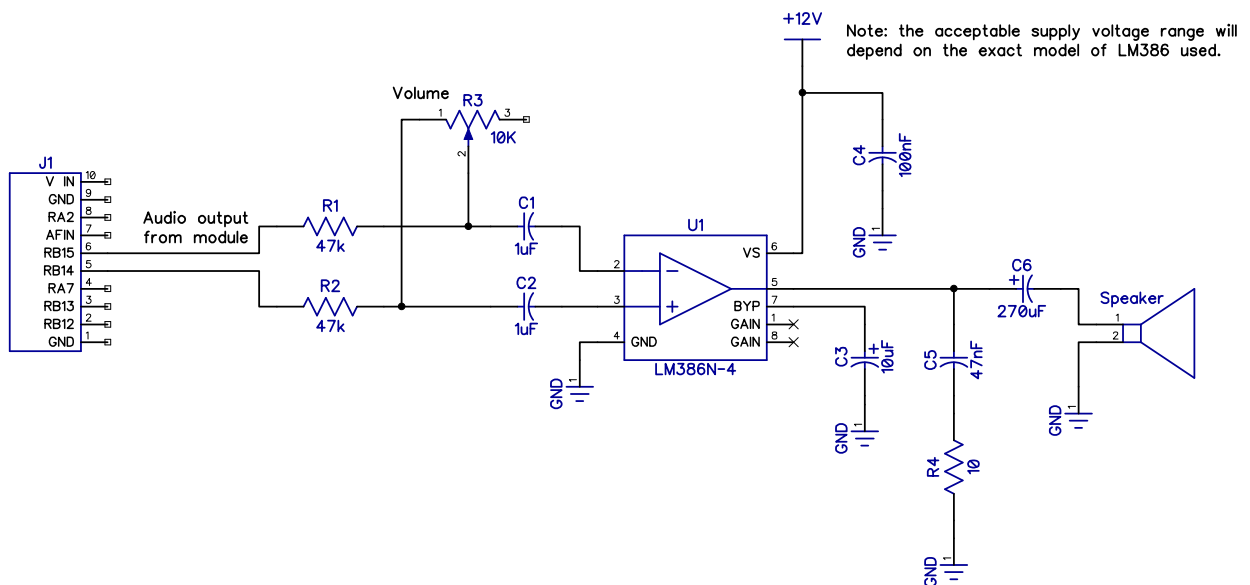 +12V
Note: the acceptable supply voltage range will
depend on the exact model of LM386 used.
Volume
1
R3
3
10K
2
C4
100nF
GND
1
J1
V IN 10
GND 9
RA2 8
AFIN 7
RB15 6
RB14 5
RA7 4
RB13 3
RB12 2
GND 1
Audio output
from module
R1
47k
R2
47k
C1
1uF
C2
1uF
U1
2
-
3
+
4 GND
VS 6
5
BYP 7
GAIN 1
GAIN 8
LM386N-4
GND
1
C3
+
10uF
GND
1
C5
47nF
R4
10
GND
1
C6
+
270uF
Speaker
1
2
GND
1